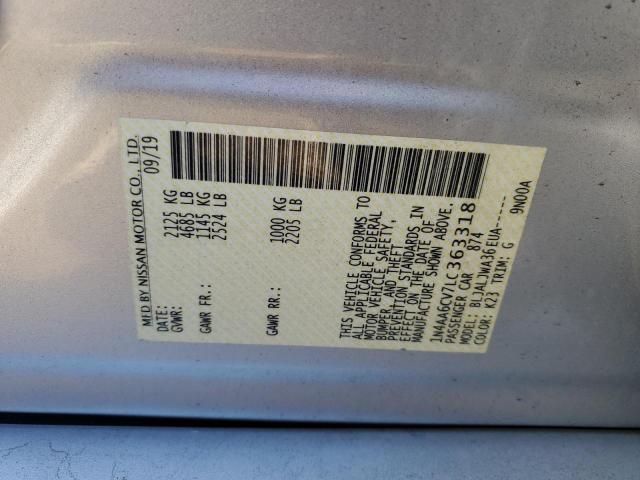 MFD BY NISSAN MOTOR CO., LTD.
DATE: 09/19
GVWR: 2125 KG
4685 LB
GAWR FR.: 1145 KG
2524 LB
GAWR RR.: 1000 KG
2205 LB
THIS VEHICLE CONFORMS TO
ALL APPLICABLE FEDERAL
MOTOR VEHICLE SAFETY,
BUMPER, AND THEFT
PREVENTION STANDARDS IN
EFFECT ON THE DATE OF
MANUFACTURE SHOWN ABOVE.
1N4AA6CV7LC363318
PASSENGER CAR 874
MODEL: BLJALJWA36EUA-----
COLOR: K23 TRIM: G 9N00A